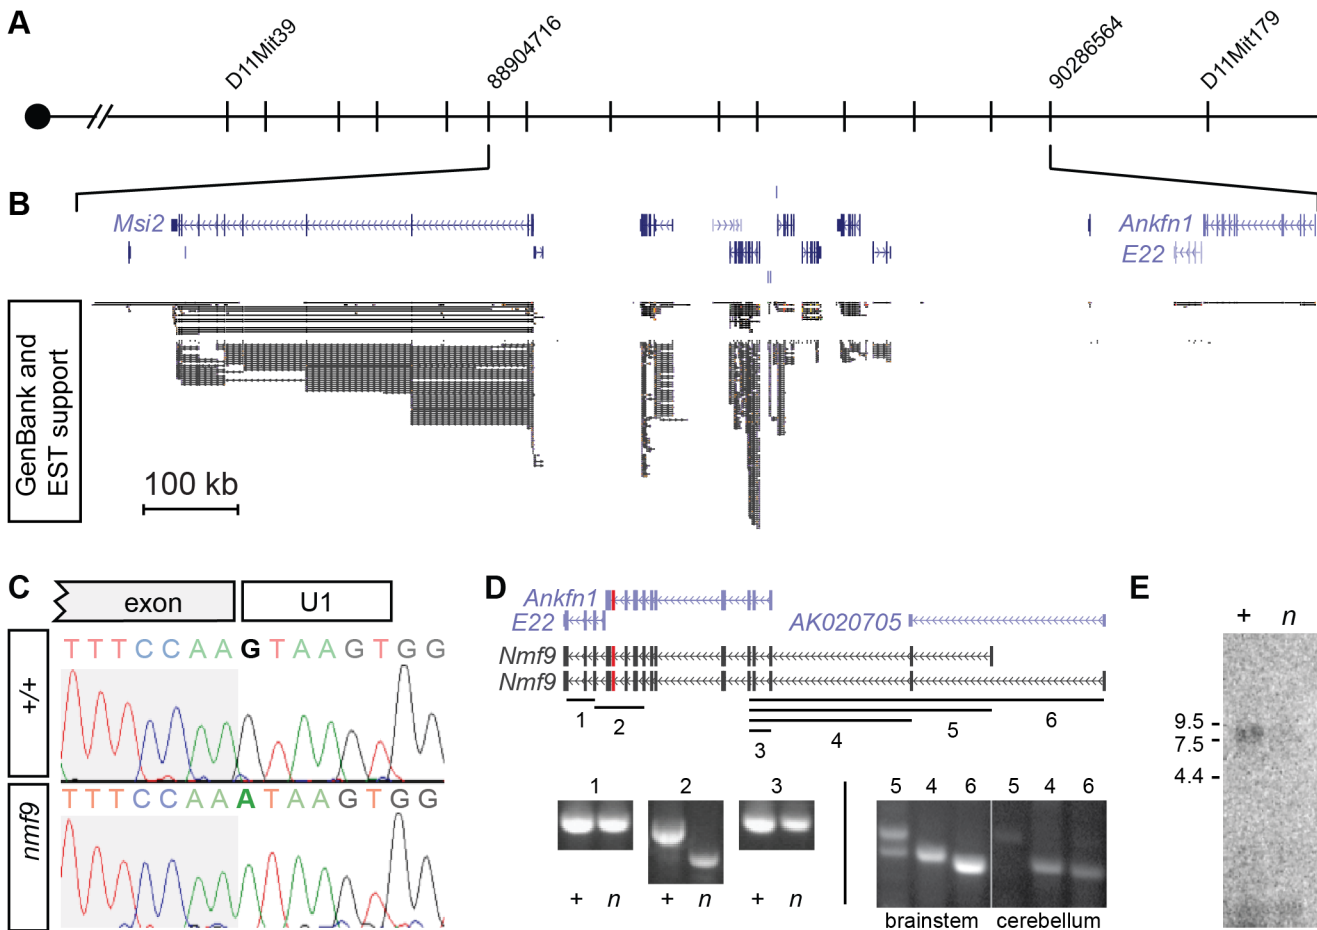 A
D11Mit39
88904716
90286564
D11Mit179
B
Msi2
Ankfn1
E22
GenBank and
EST support
100 kb
C
exon
U1
+/+
TTTCCAAGTAAGTGG
nmf9
TTTCCAAATAAGTGG
D
Ankfn1
E22
AK020705
Nmf9
Nmf9
1
2
3
4
5
6
1
2
3
5 4 6 5 4 6
+ n
+ n
+ n
brainstem
cerebellum
E
+ n
9.5
7.5
4.4